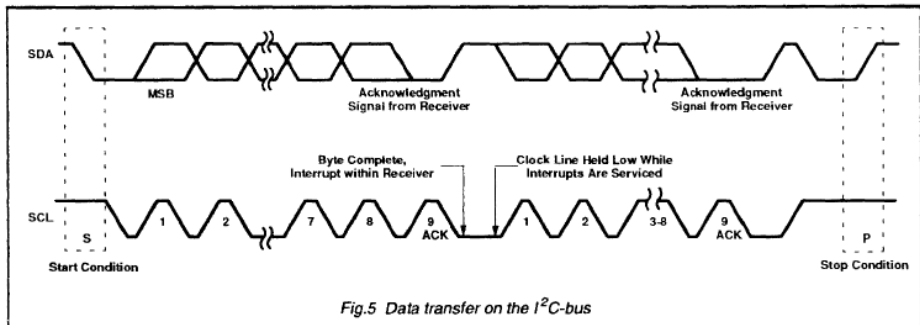 SDA
MSB
Acknowledgment
Signal from Receiver
Acknowledgment
Signal from Receiver
Byte Complete,
Interrupt within Receiver
Clock Line Held Low While
Interrupts Are Serviced
SCL
S
1
2
7
8
9
ACK
1
2
3-8
9
ACK
P
Start Condition
Stop Condition
Fig.5 Data transfer on the I²C-bus